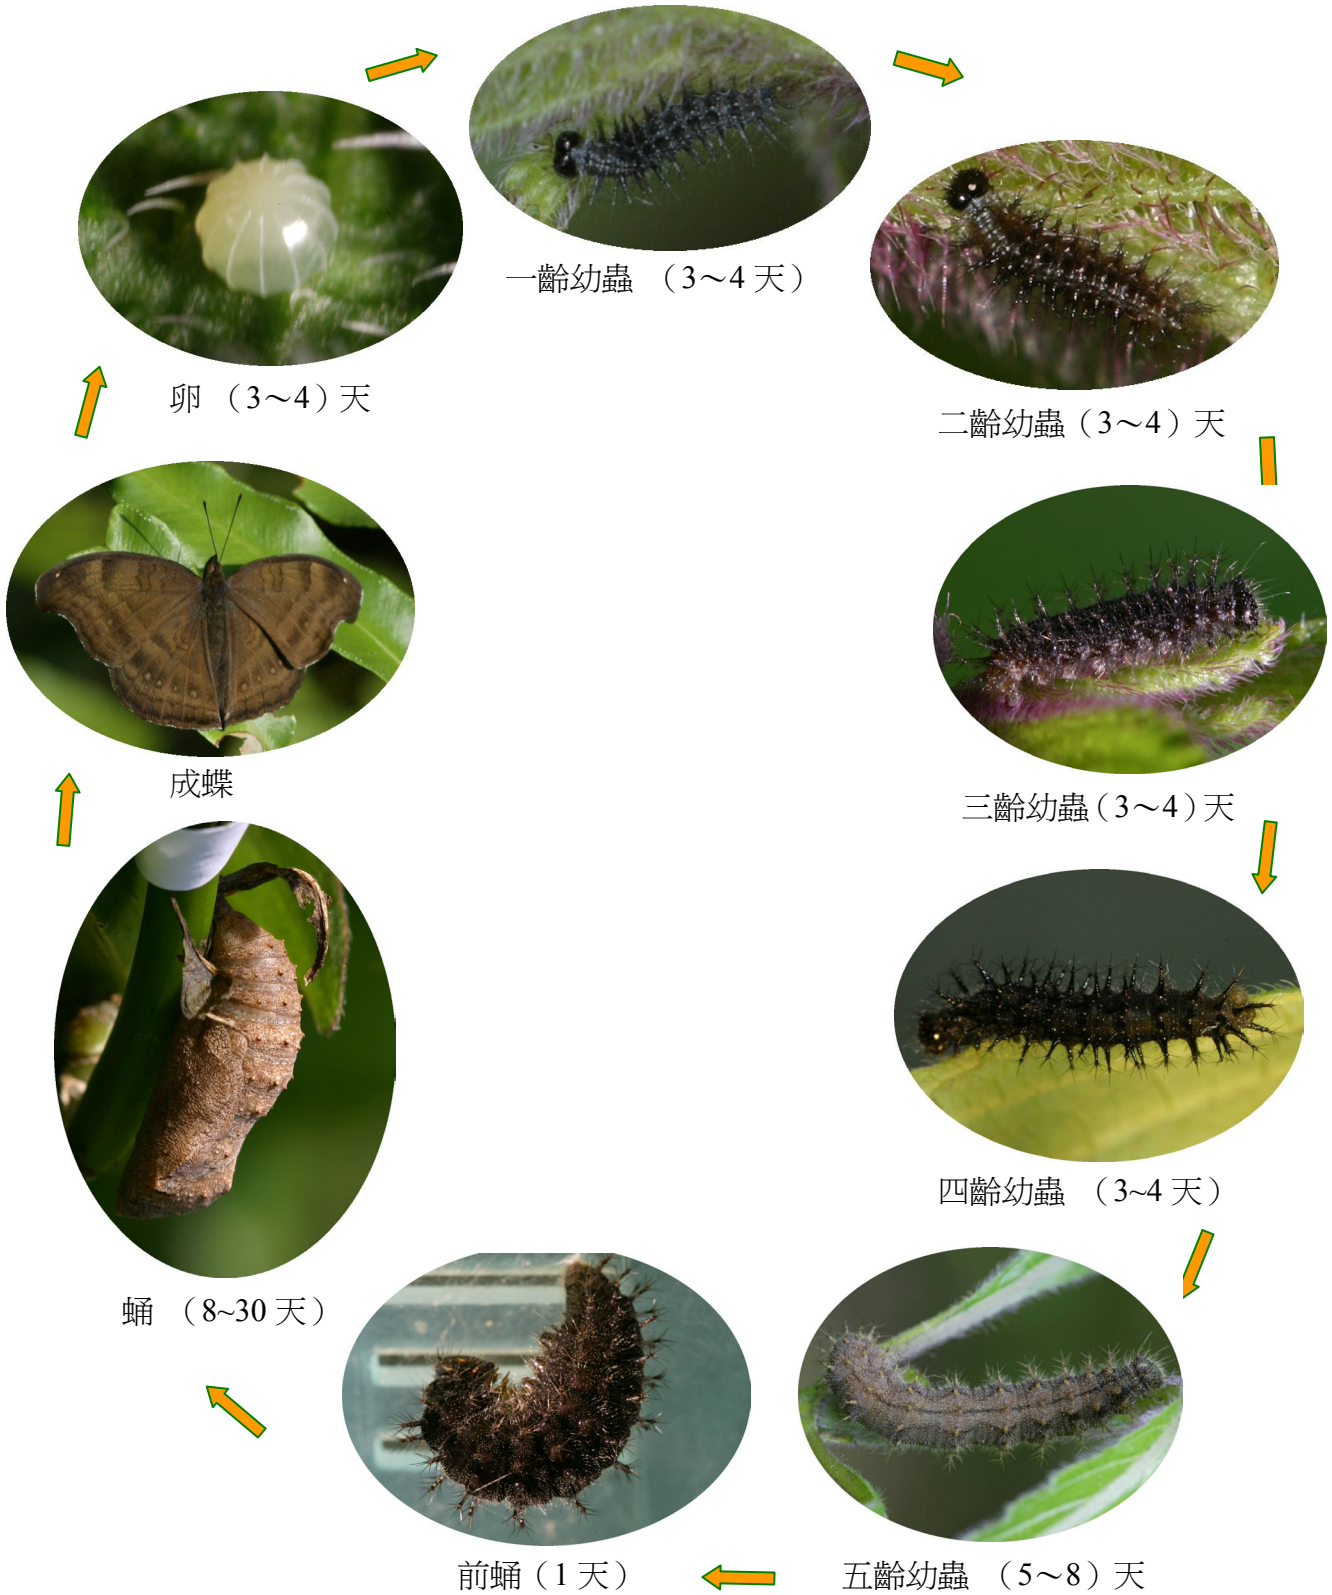 一齡幼蟲 （3～4 天）
卵 （3～4）天
二齡幼蟲（3～4）天
成蝶
三齡幼蟲（3～4）天
四齡幼蟲 （3~4 天）
蛹 （8~30 天）
前蛹（1 天）
五齡幼蟲 （5～8）天